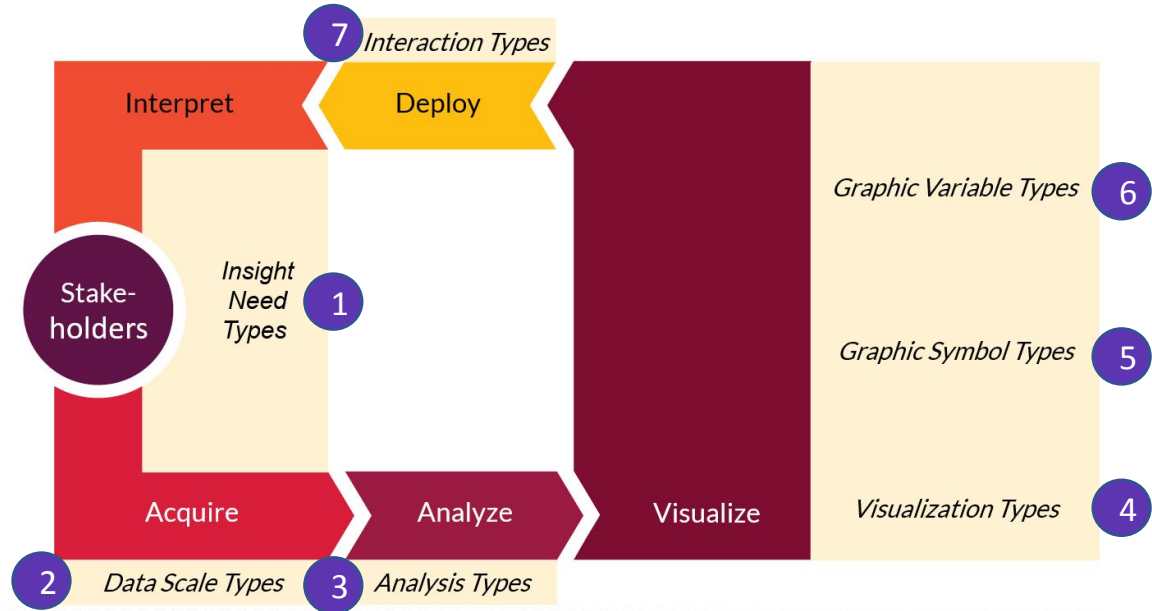 7
Interaction Types
Interpret
Deploy
Graphic Variable Types
6
Stake-
holders
Insight
Need
Types
1
Graphic Symbol Types
5
Acquire
Analyze
Visualize
Visualization Types
4
2
Data Scale Types
3
Analysis Types